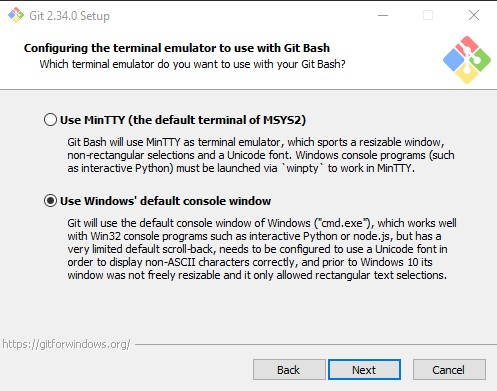 Git 2.34.0 Setup
Configuring the terminal emulator to use with Git Bash
Which terminal emulator do you want to use with your Git Bash?
Use MinTTY (the default terminal of MSYS2)
Git Bash will use MinTTY as terminal emulator, which sports a resizable window,
non-rectangular selections and a Unicode font. Windows console programs (such
as interactive Python) must be launched via `winpty` to work in MinTTY.
Use Windows' default console window
Git will use the default console window of Windows ("cmd.exe"), which works well
with Win32 console programs such as interactive Python or node.js, but has a
very limited default scroll-back, needs to be configured to use a Unicode font in
order to display non-ASCII characters correctly, and prior to Windows 10 its
window was not freely resizable and it only allowed rectangular text selections.
https://gitforwindows.org/
Back
Next
Cancel